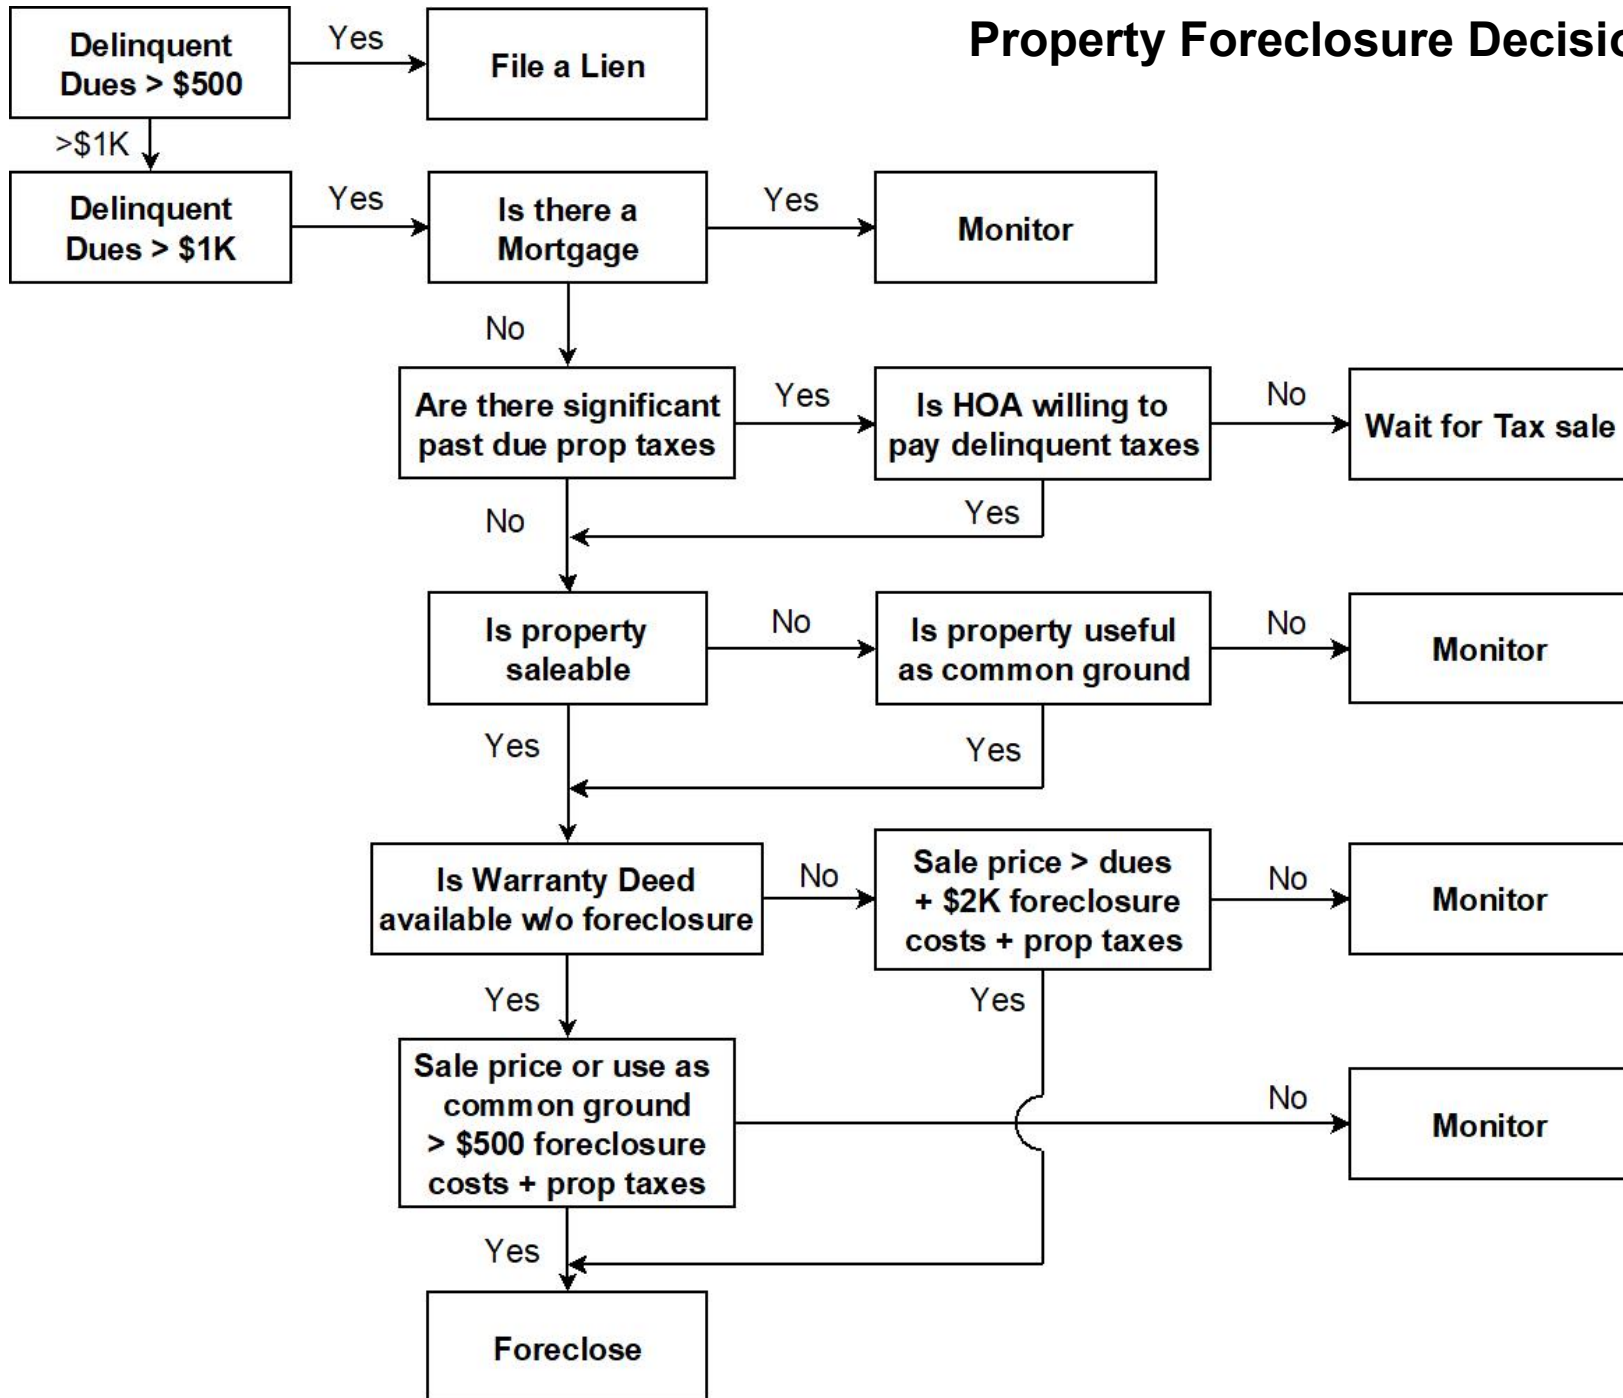 Property Foreclosure Decisio
Delinquent
Dues > $500
Yes
File a Lien
>$1K
Delinquent
Dues > $1K
Yes
Is there a
Mortgage
Yes
Monitor
No
Are there significant
past due prop taxes
Yes
Is HOA willing to
pay delinquent taxes
No
Wait for Tax sale
No
Yes
Is property
saleable
No
Is property useful
as common ground
No
Monitor
Yes
Yes
Is Warranty Deed
available w/o foreclosure
No
Sale price > dues
+ $2K foreclosure
costs + prop taxes
No
Monitor
Yes
Yes
Sale price or use as
common ground
> $500 foreclosure
costs + prop taxes
No
Monitor
Yes
Foreclose